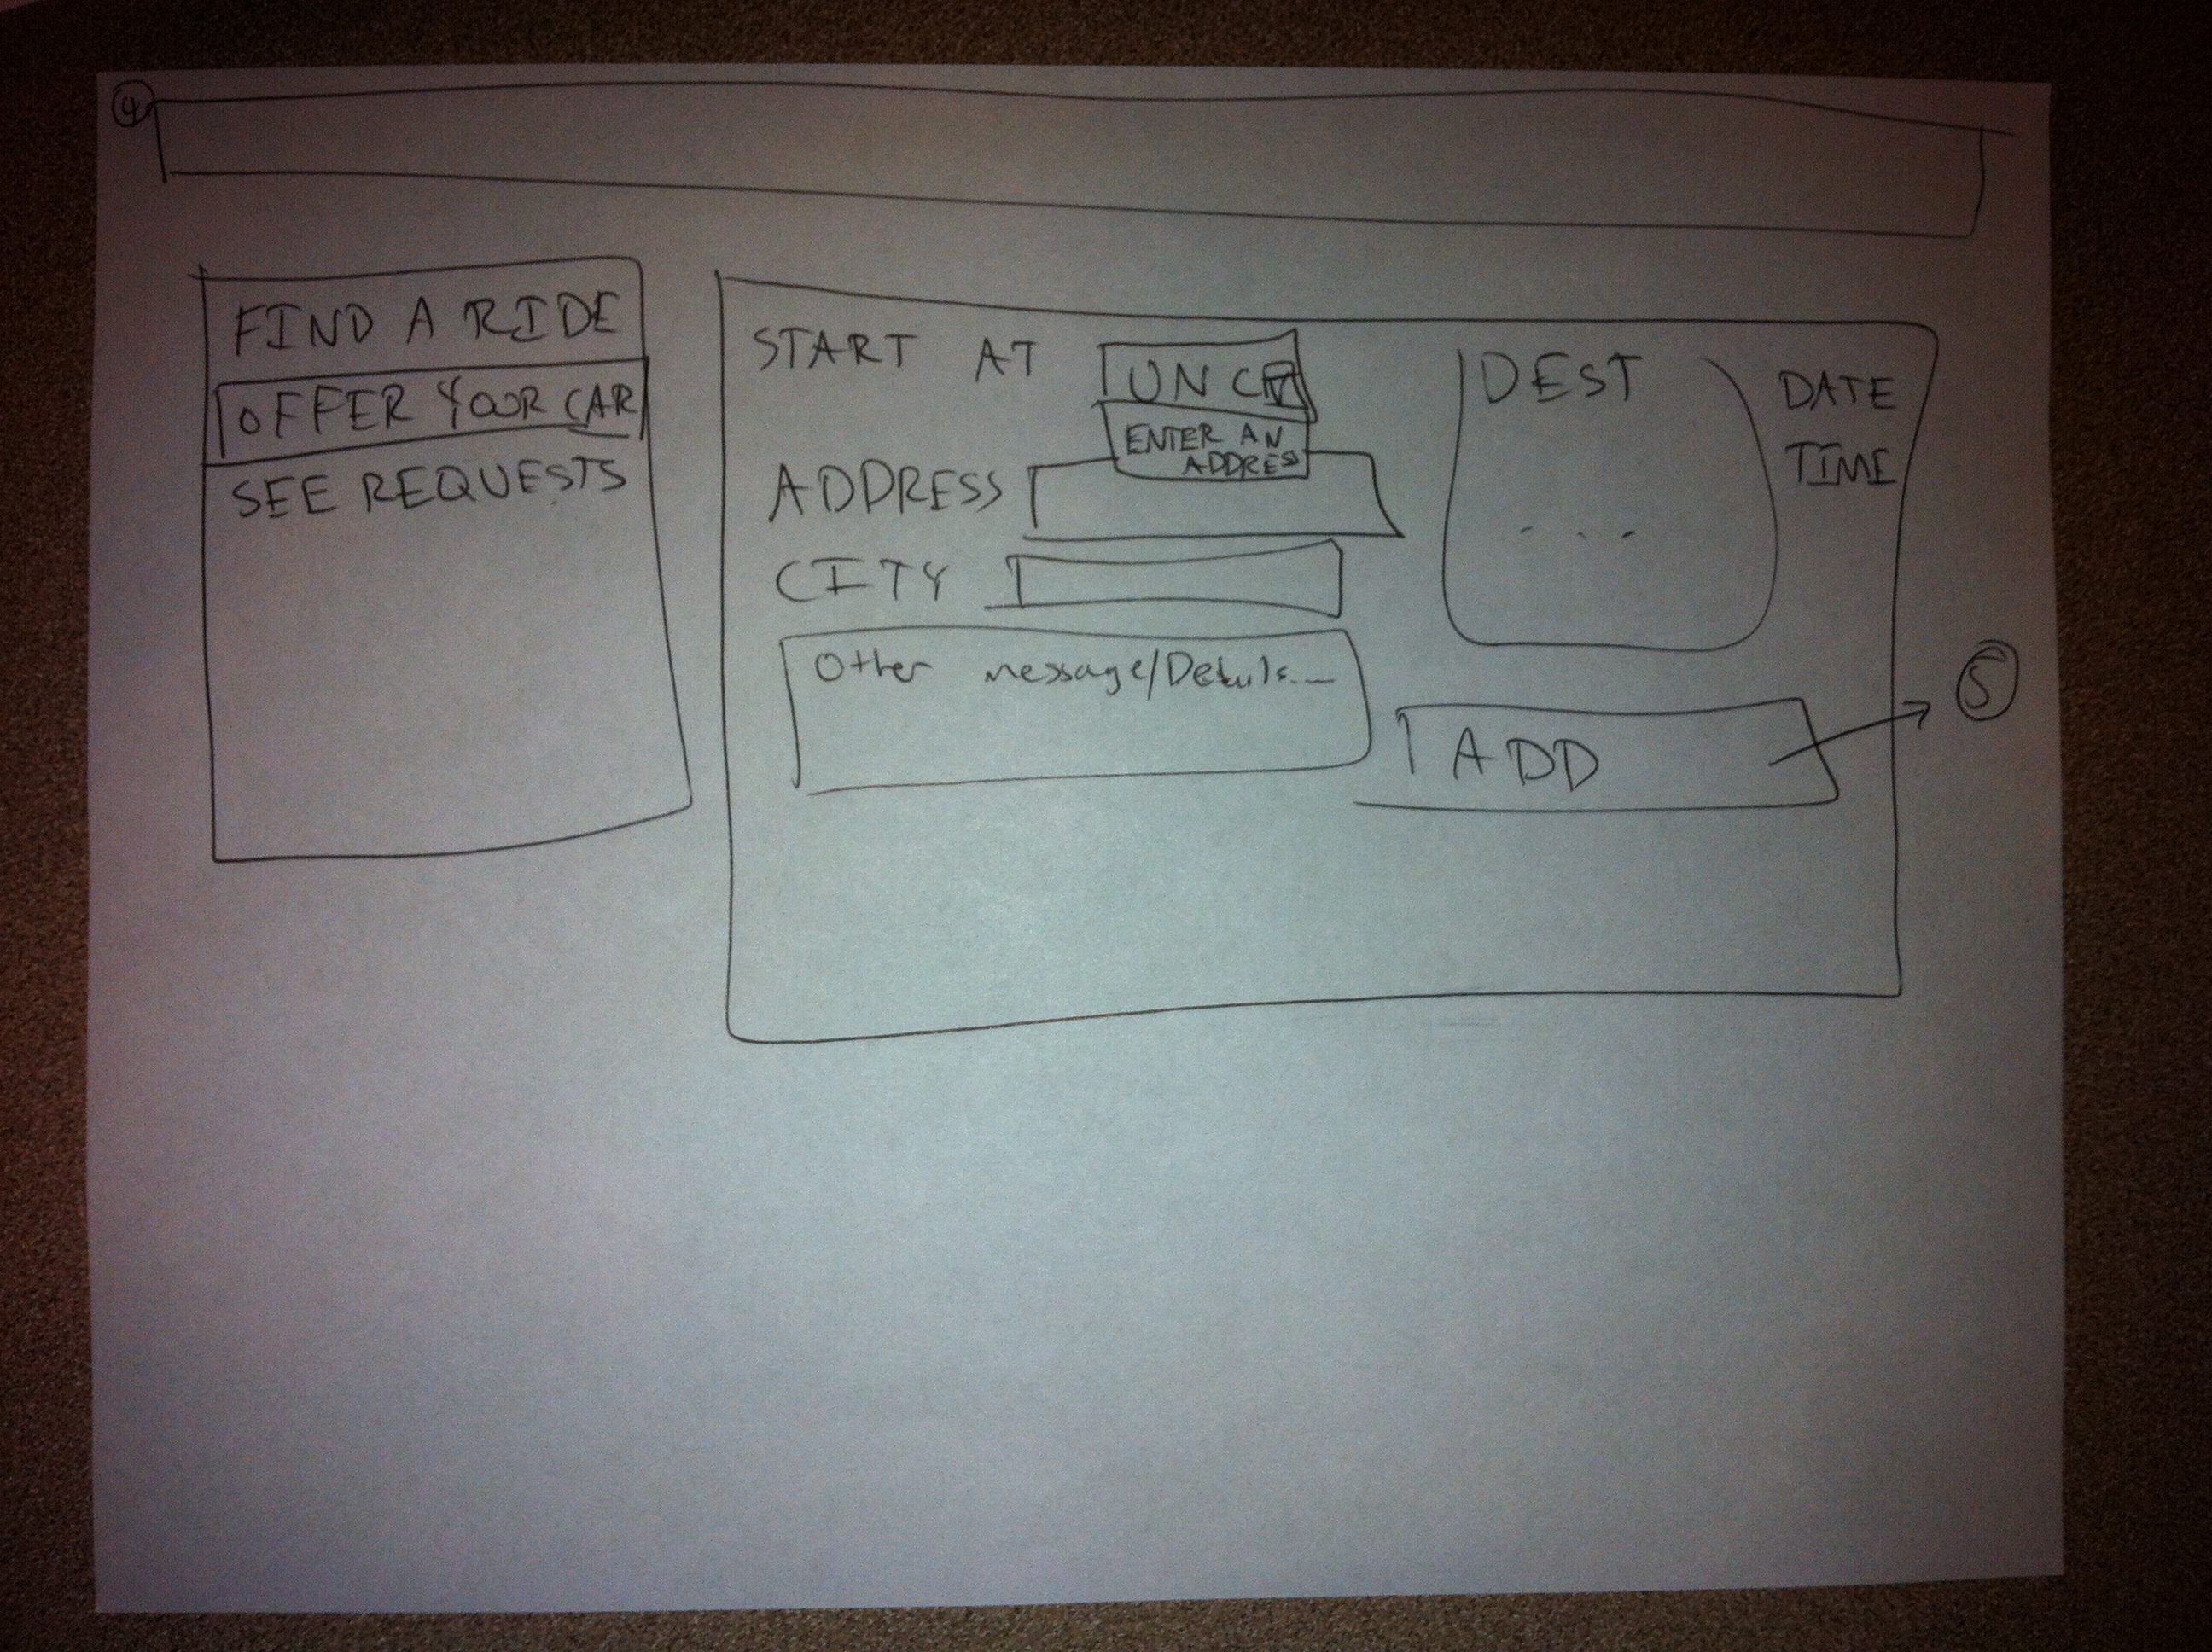 4
FIND A RIDE
OFFER YOUR CAR
SEE REQUESTS
START AT
UNC
ENTER AN
ADDRESS
ADDRESS
CITY
Other message/Details...
DEST
...
ADD
DATE
TIME
5